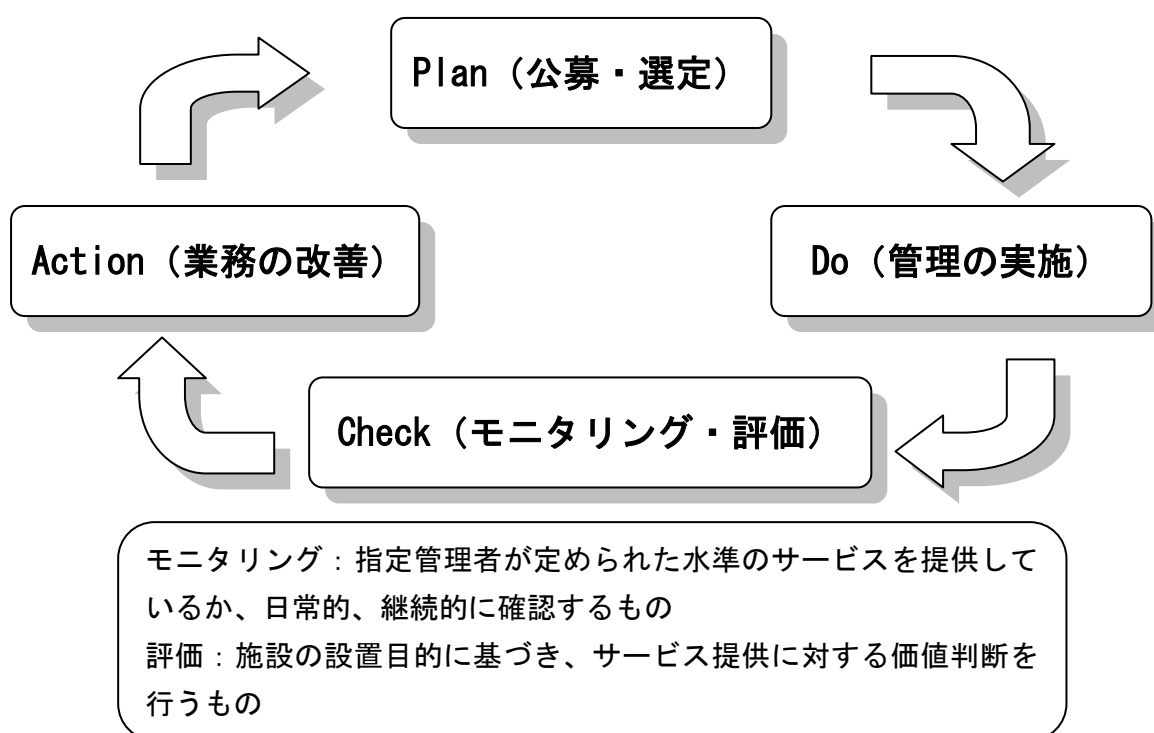 Plan（公募・選定）
Action（業務の改善）
Do（管理の実施）
Check（モニタリング・評価）
モニタリング：指定管理者が定められた水準のサービスを提供して
いるか、日常的、継続的に確認するもの
評価：施設の設置目的に基づき、サービス提供に対する価値判断を
行うもの